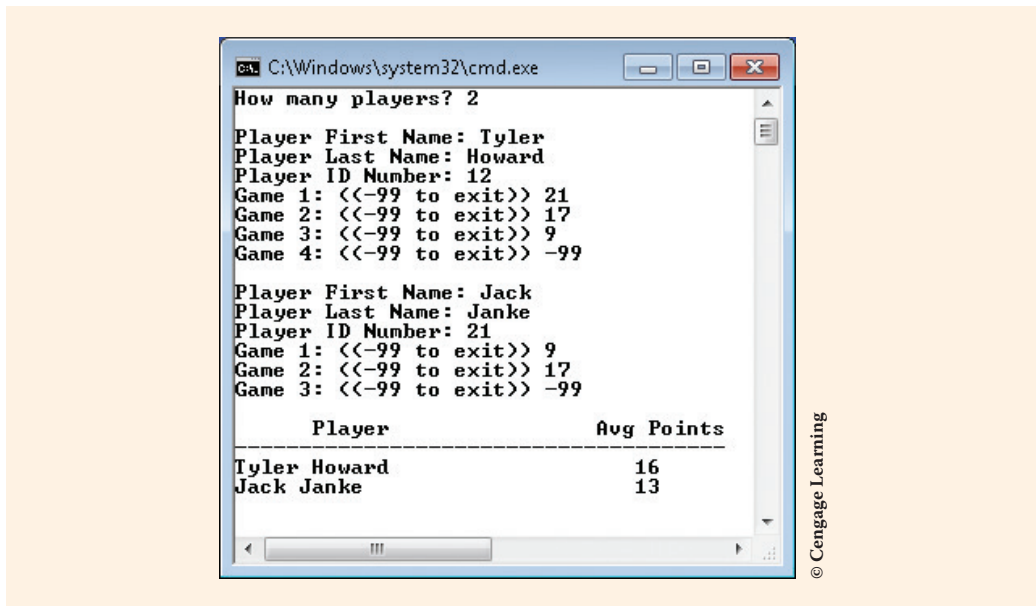 C:\Windows\system32\cmd.exe
How many players? 2
Player First Name: Tyler
Player Last Name: Howard
Player ID Number: 12
Game 1: ((-99 to exit)) 21
Game 2: ((-99 to exit)) 17
Game 3: ((-99 to exit)) 9
Game 4: ((-99 to exit)) -99
Player First Name: Jack
Player Last Name: Janke
Player ID Number: 21
Game 1: ((-99 to exit)) 9
Game 2: ((-99 to exit)) 17
Game 3: ((-99 to exit)) -99
Player Avg Points
--------------------------------------------
Tyler Howard 16
Jack Janke 13
© Cengage Learning